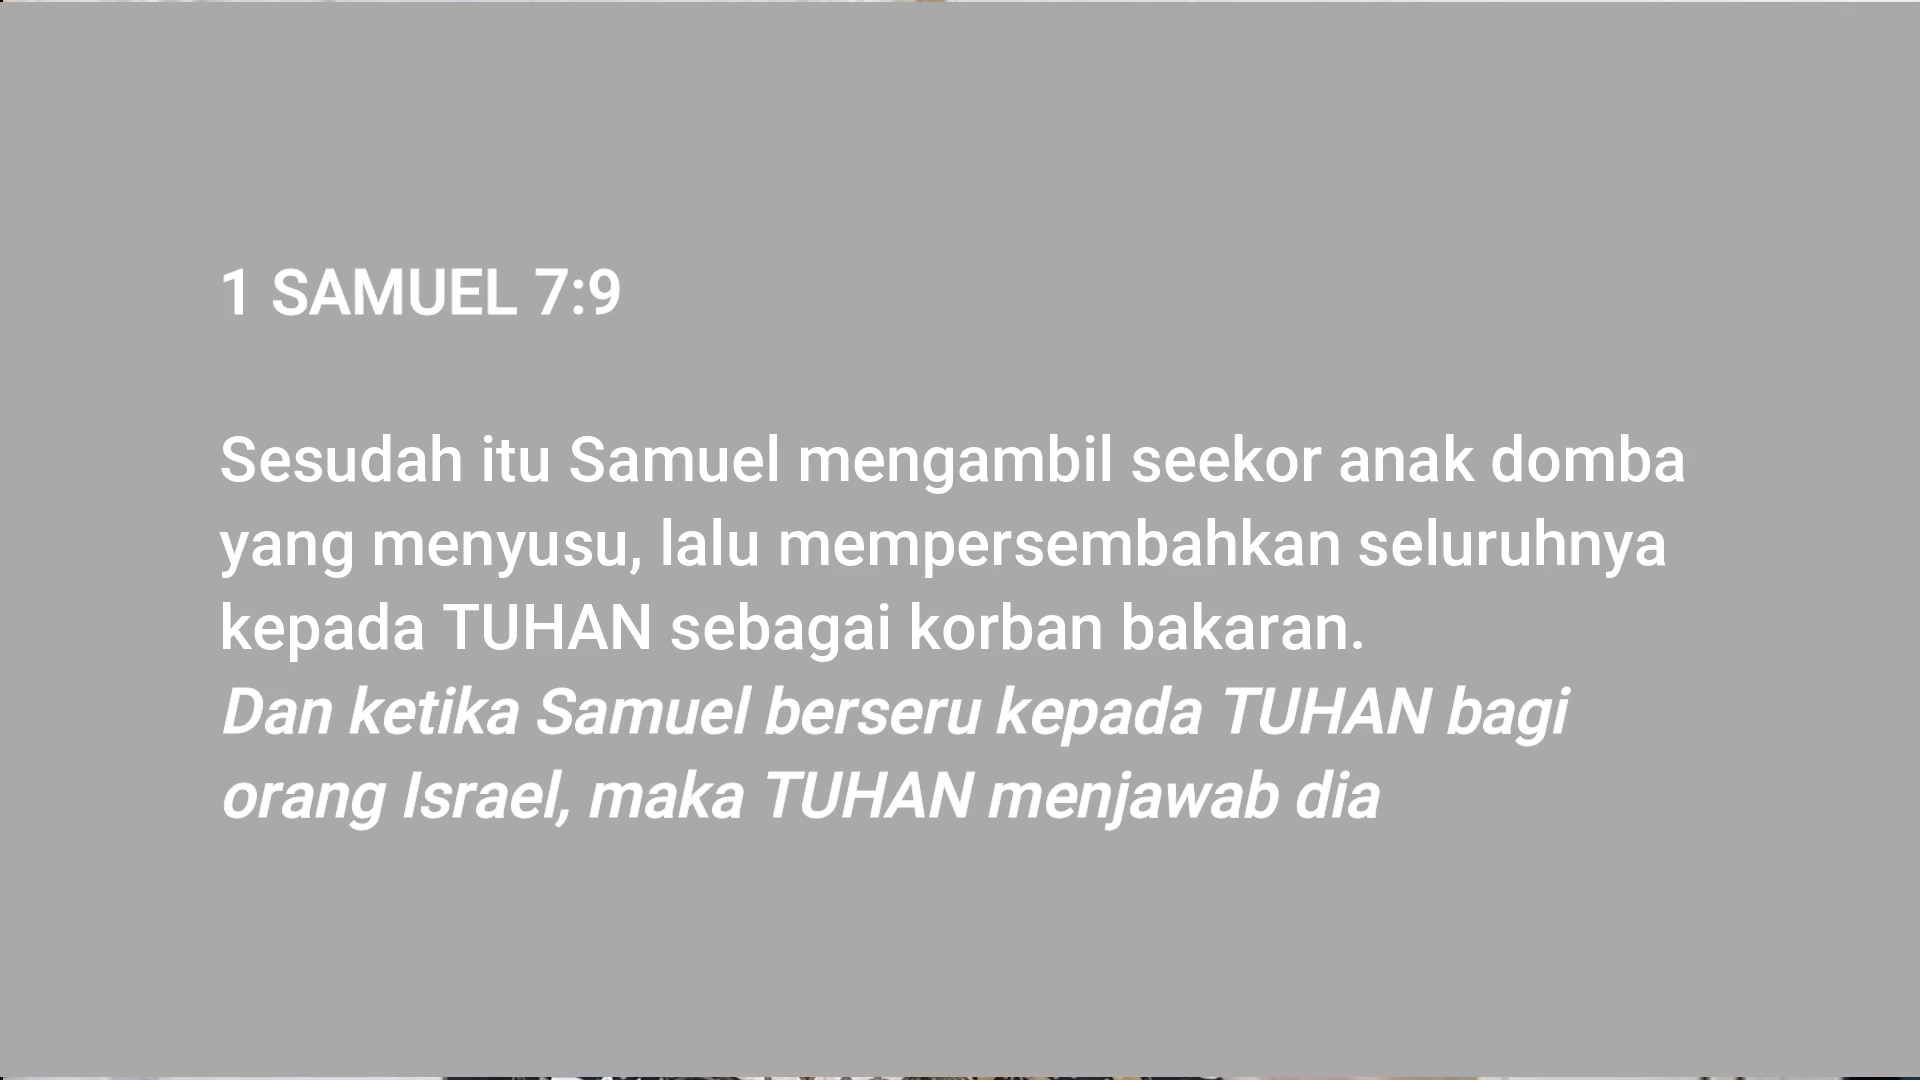 1 SAMUEL 7:9
Sesudah itu Samuel mengambil seekor anak domba
yang menyusu, lalu mempersembahkan seluruhnya
kepada TUHAN sebagai korban bakaran.
Dan ketika Samuel berseru kepada TUHAN bagi
orang Israel, maka TUHAN menjawab dia